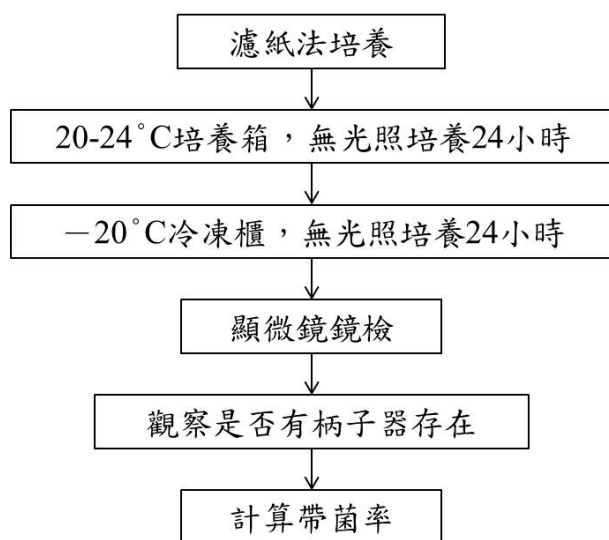 濾紙法培養
20-24°C培養箱，無光照培養24小時
－20°C冷凍櫃，無光照培養24小時
顯微鏡鏡檢
觀察是否有柄子器存在
計算帶菌率